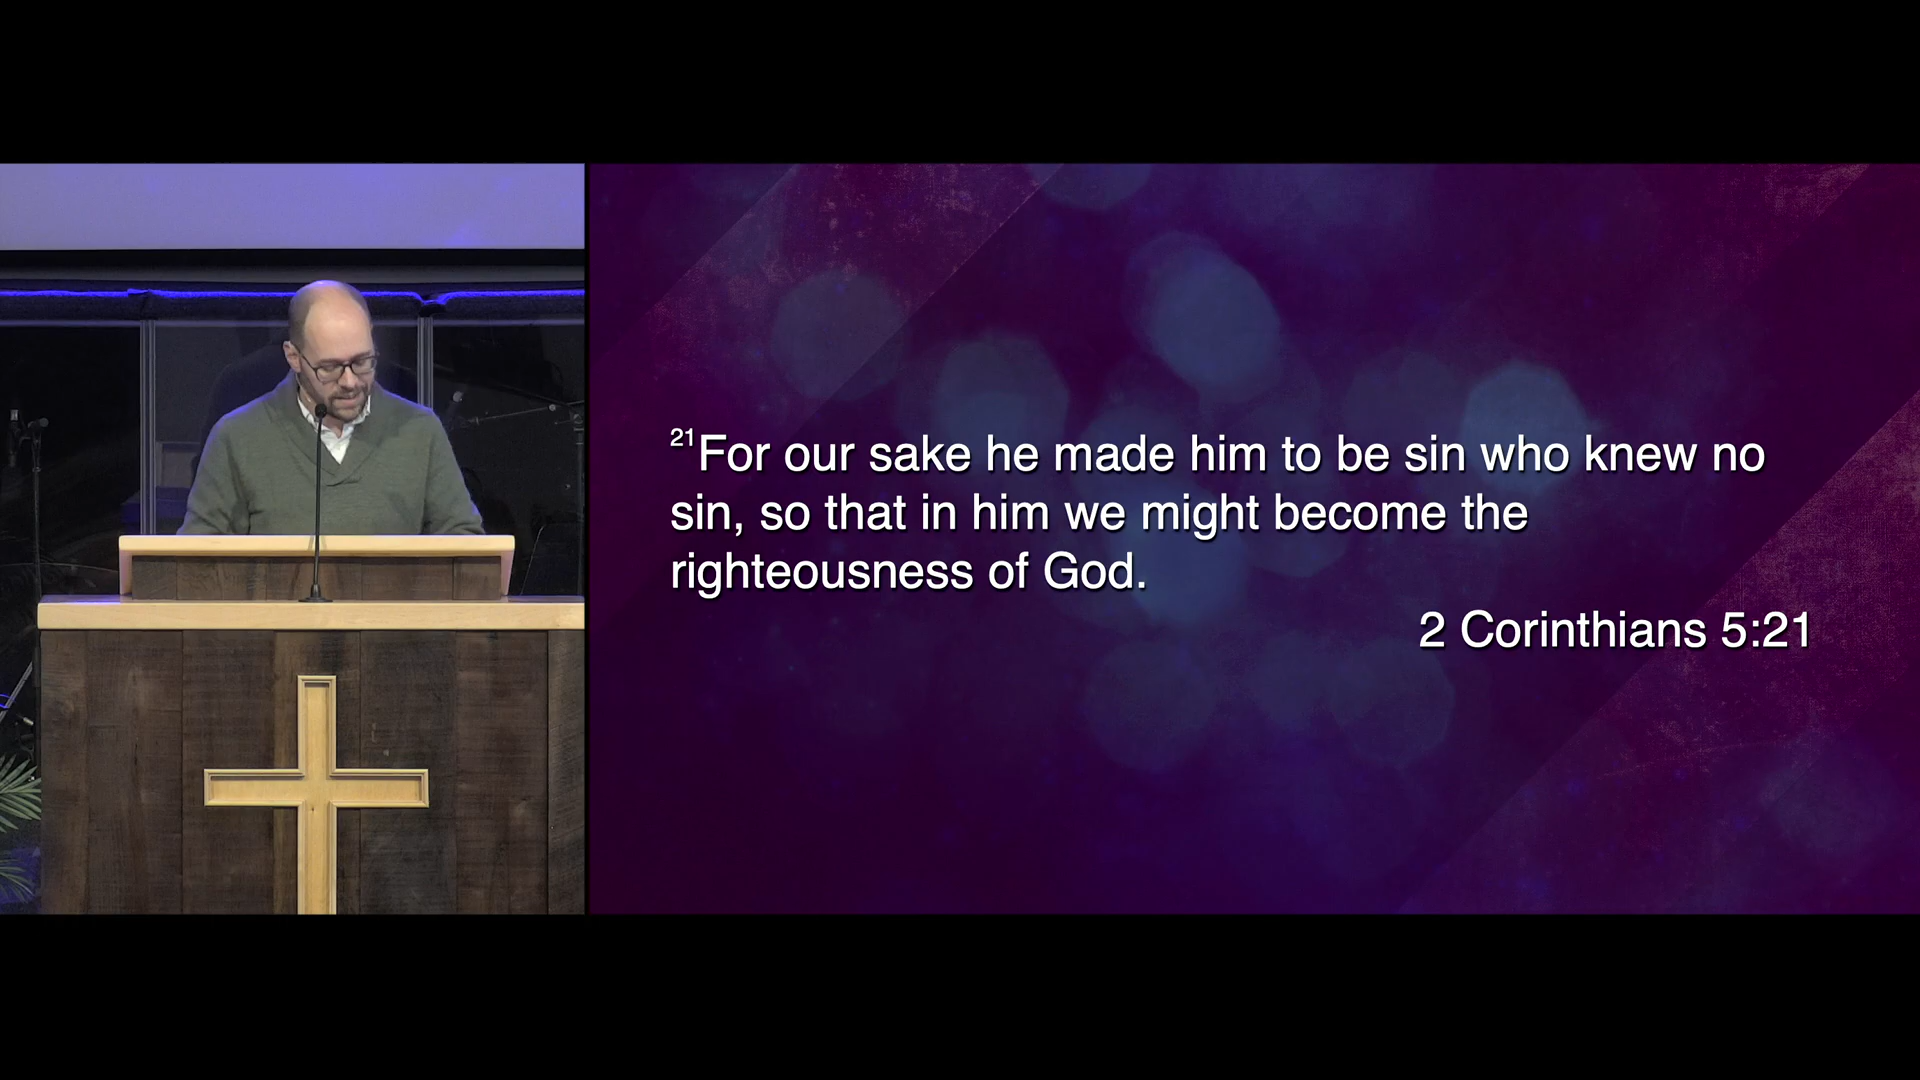 21For our sake he made him to be sin who knew no
sin, so that in him we might become the
righteousness of God.
2 Corinthians 5:21